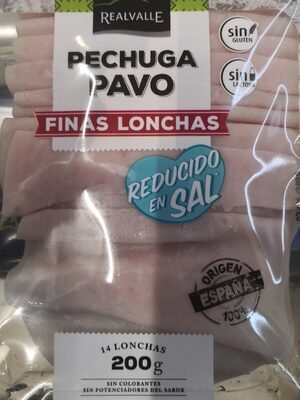 REALVALLE
sin
GLUTEN
PECHUGA
PAVO
sin
LACTOSA
FINAS LONCHAS
REDUCIDO
EN SAL
ORIGEN
ESPAÑA
100%
14 LONCHAS
200g
SIN COLORANTES
SIN POTENCIADORES DEL SABOR